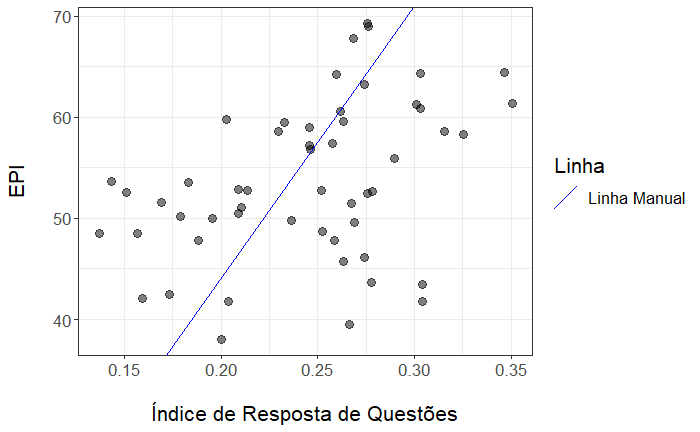 70
60
50
40
EPI
0.15 0.20 0.25 0.30 0.35
Índice de Resposta de Questões
Linha
Linha Manual